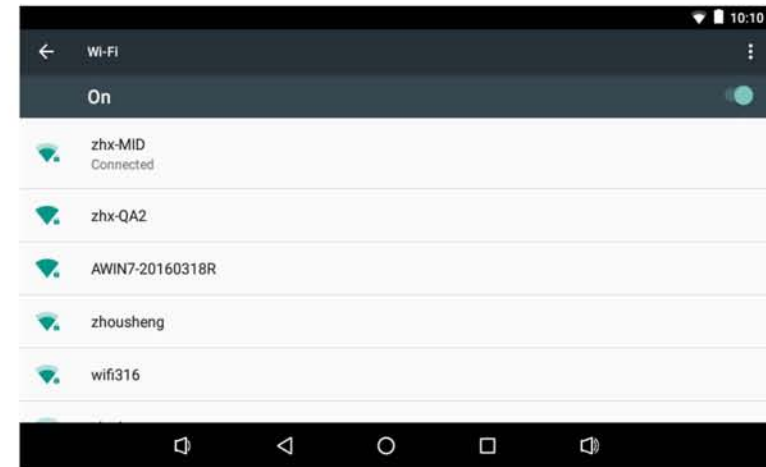 10:10
Wi-Fi
On
zhx-MID
Connected
zhx-QA2
AWIN7-20160318R
zhousheng
wifi316